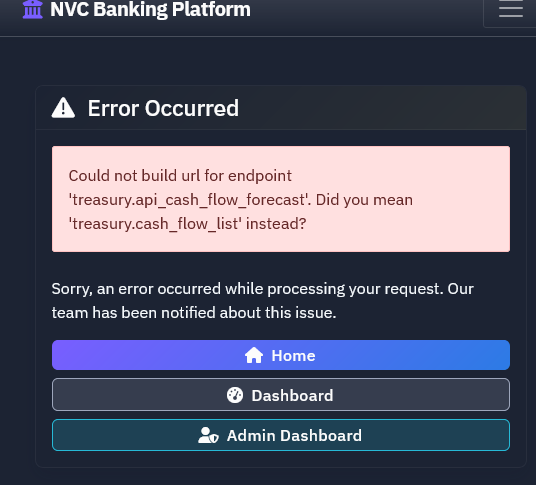 NVC Banking Platform
Error Occurred
Could not build url for endpoint
'treasury.api_cash_flow_forecast'. Did you mean
'treasury.cash_flow_list' instead?
Sorry, an error occurred while processing your request. Our
team has been notified about this issue.
Home
Dashboard
Admin Dashboard